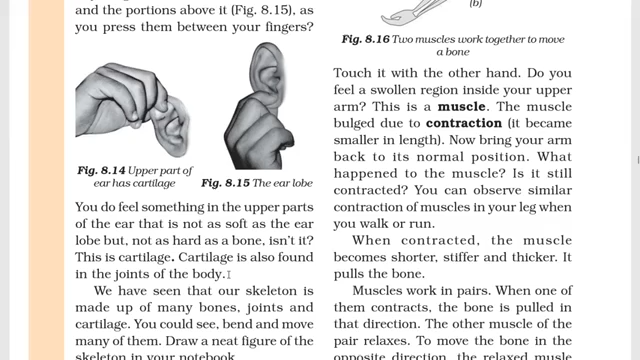 and the portions above it (Fig. 8.15), as
you press them between your fingers?
Fig. 8.14 Upper part of
ear has cartilage
Fig. 8.15 The ear lobe
You do feel something in the upper parts
of the ear that is not as soft as the ear
lobe but, not as hard as a bone, isn't it?
This is cartilage. Cartilage is also found
in the joints of the body.
We have seen that our skeleton is
made up of many bones, joints and
cartilage. You could see, bend and move
many of them. Draw a neat figure of the
skeleton in your notebook.
(b)
Fig. 8.16 Two muscles work together to move
a bone
Touch it with the other hand. Do you
feel a swollen region inside your upper
arm? This is a muscle. The muscle
bulged due to contraction (it became
smaller in length). Now bring your arm
back to its normal position. What
happened to the muscle? Is it still
contracted? You can observe similar
contraction of muscles in your leg when
you walk or run.
When contracted, the muscle
becomes shorter, stiffer and thicker. It
pulls the bone.
Muscles work in pairs. When one of
them contracts, the bone is pulled in
that direction. The other muscle of the
pair relaxes. To move the bone in the
opposite direction, the relaxed muscle